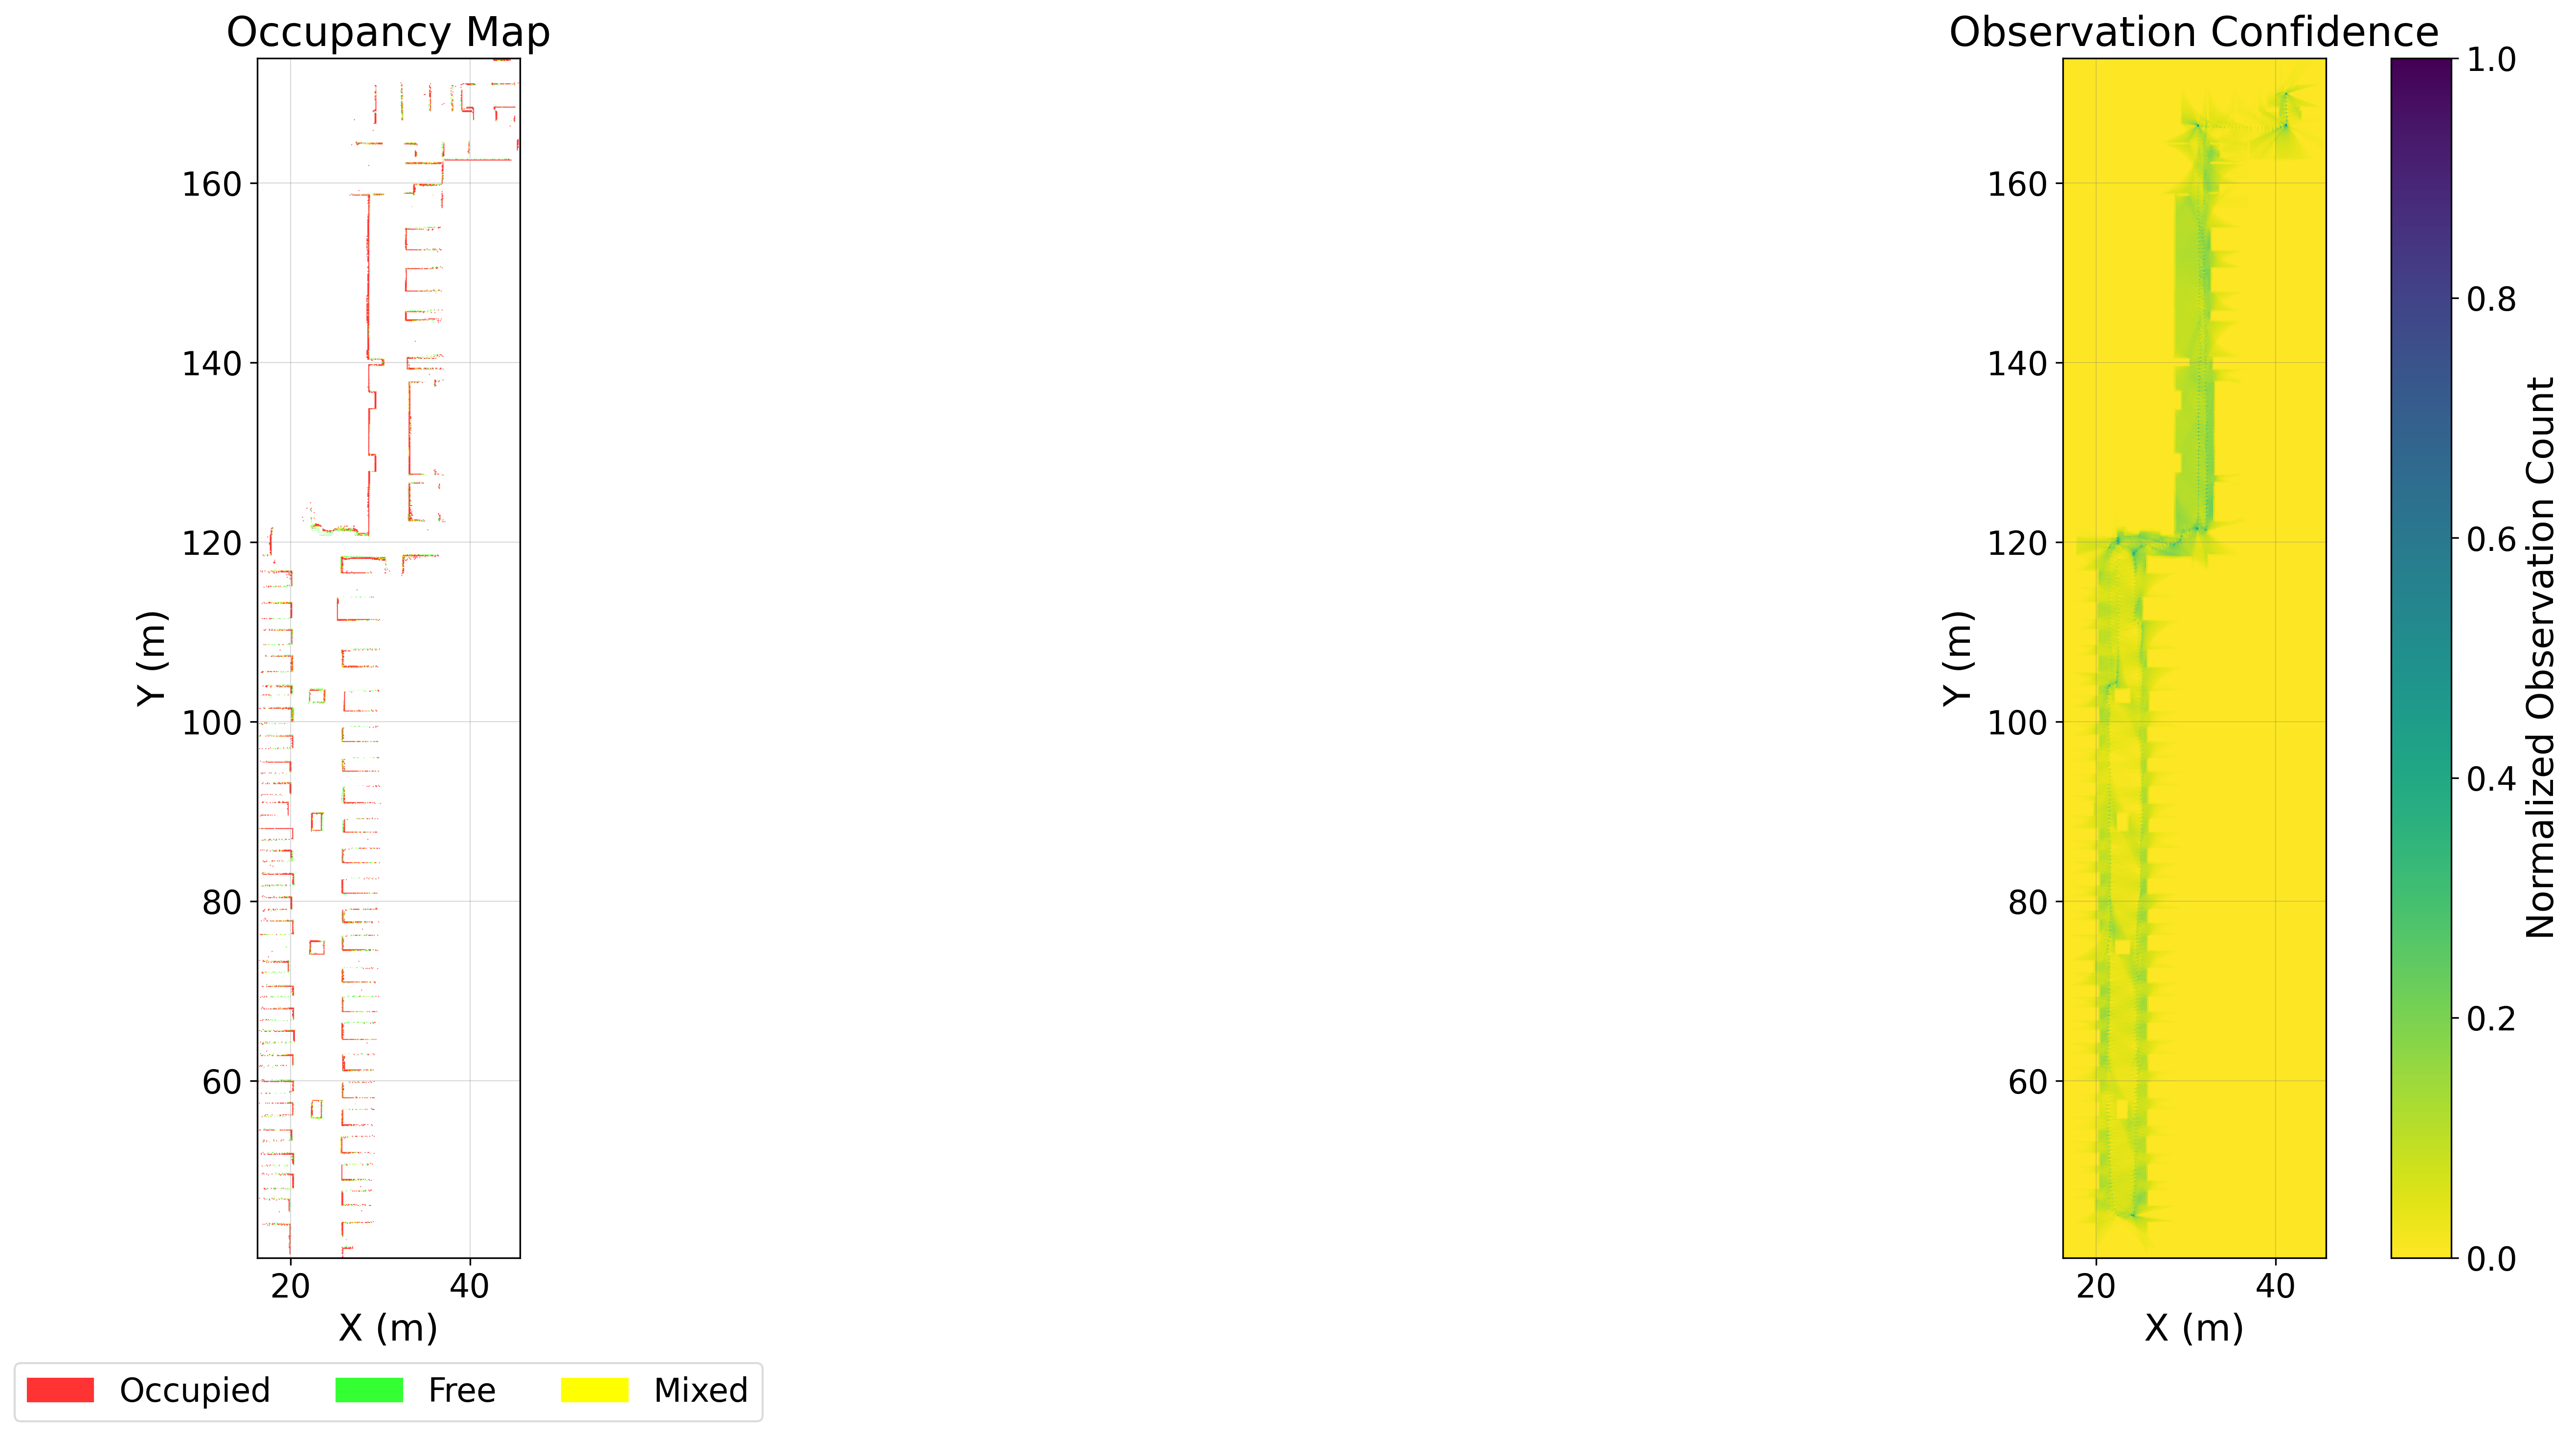 Occupancy Map
160
140
120
100
80
60
Y (m)
20 40
X (m)
Occupied Free Mixed
Observation Confidence
160
140
120
100
80
60
Y (m)
20 40
X (m)
1.0
0.8
0.6
0.4
0.2
0.0
Normalized Observation Count